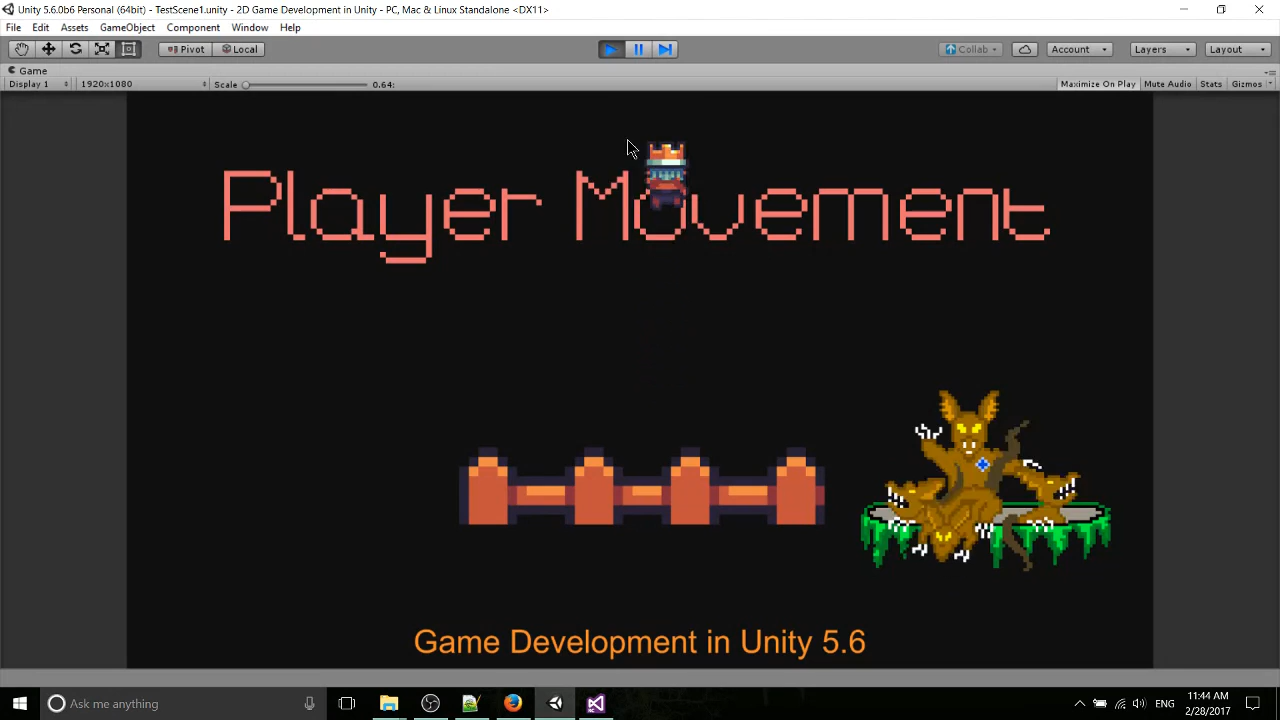 Unity 5.6.0b6 Personal (64bit) - TestScene1.unity - 2D Game Development in Unity - PC, Mac & Linux Standalone <DX11>
File Edit Assets GameObject Component Window Help
Pivot Local Collab Account Layers Layout
Game
Display 1 1920x1080 Scale 0.64: Maximize On Play Mute Audio Stats Gizmos
Player Movement
Game Development in Unity 5.6
Ask me anything
ENG
11:44 AM
2/28/2017